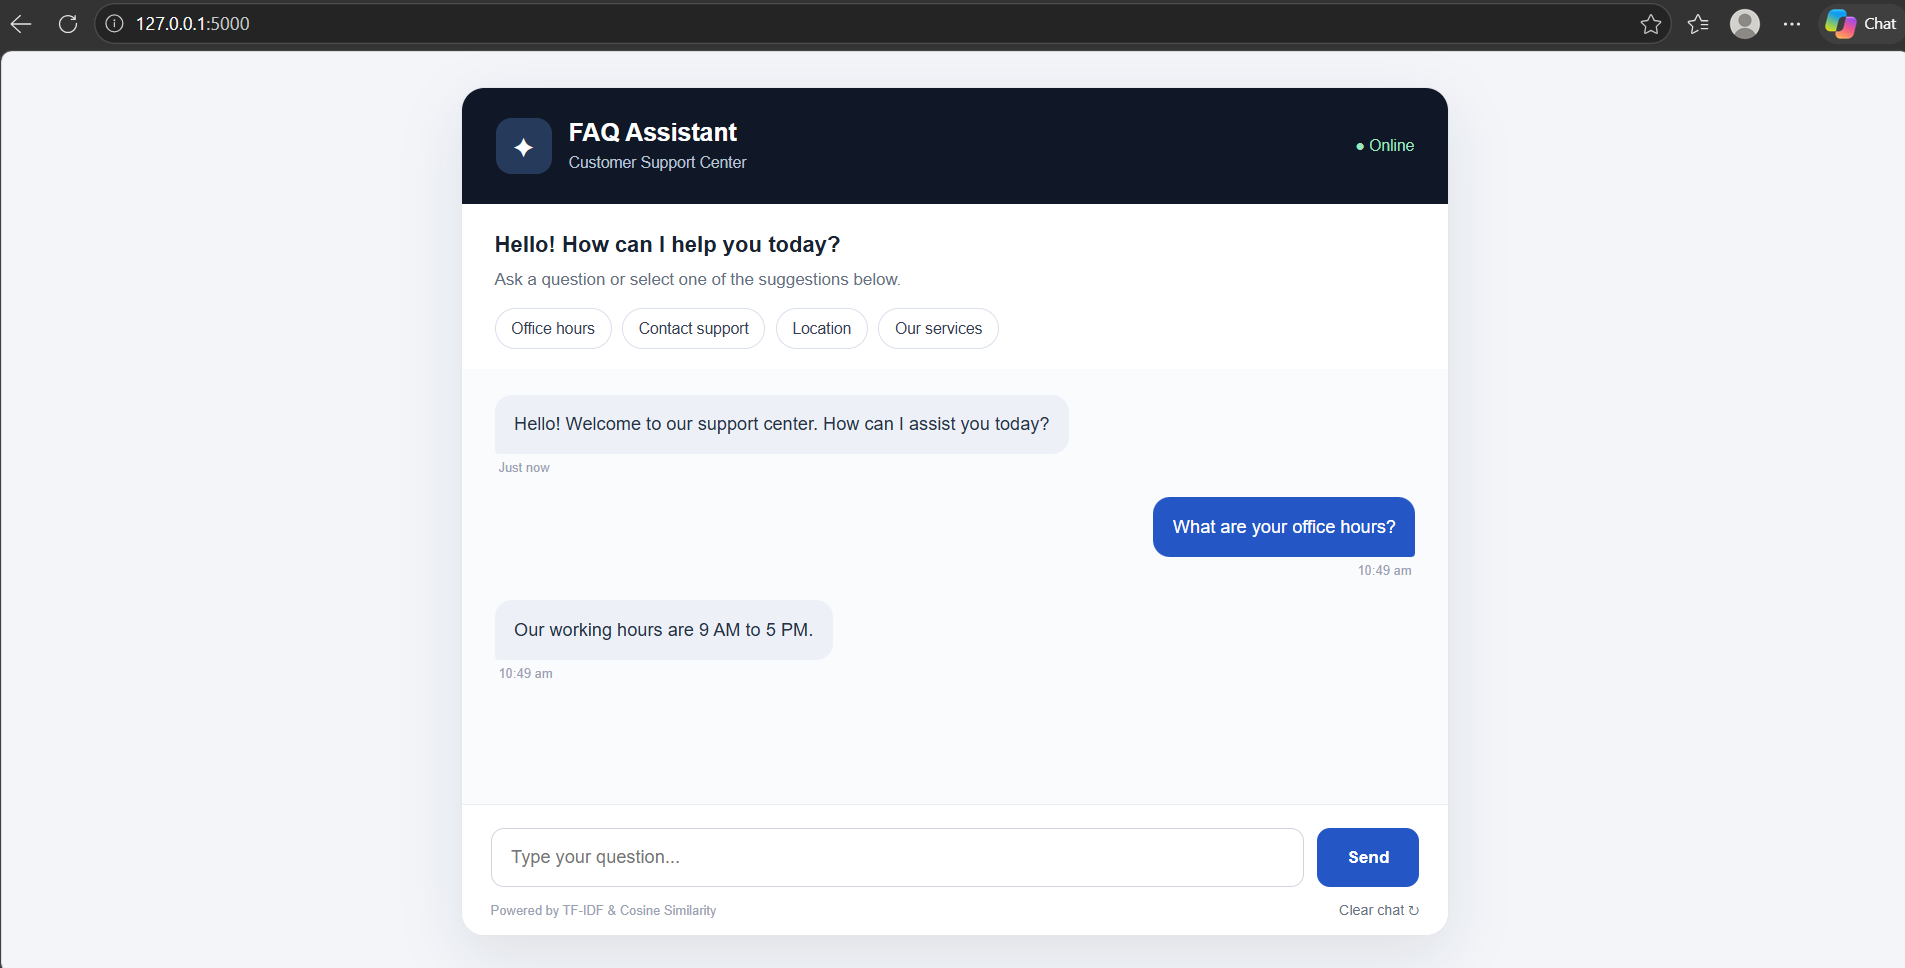 127.0.0.1:5000
Chat
FAQ Assistant
Customer Support Center
● Online
Hello! How can I help you today?
Ask a question or select one of the suggestions below.
Office hours
Contact support
Location
Our services
Hello! Welcome to our support center. How can I assist you today?
Just now
What are your office hours?
10:49 am
Our working hours are 9 AM to 5 PM.
10:49 am
Type your question...
Send
Powered by TF-IDF & Cosine Similarity
Clear chat ↻